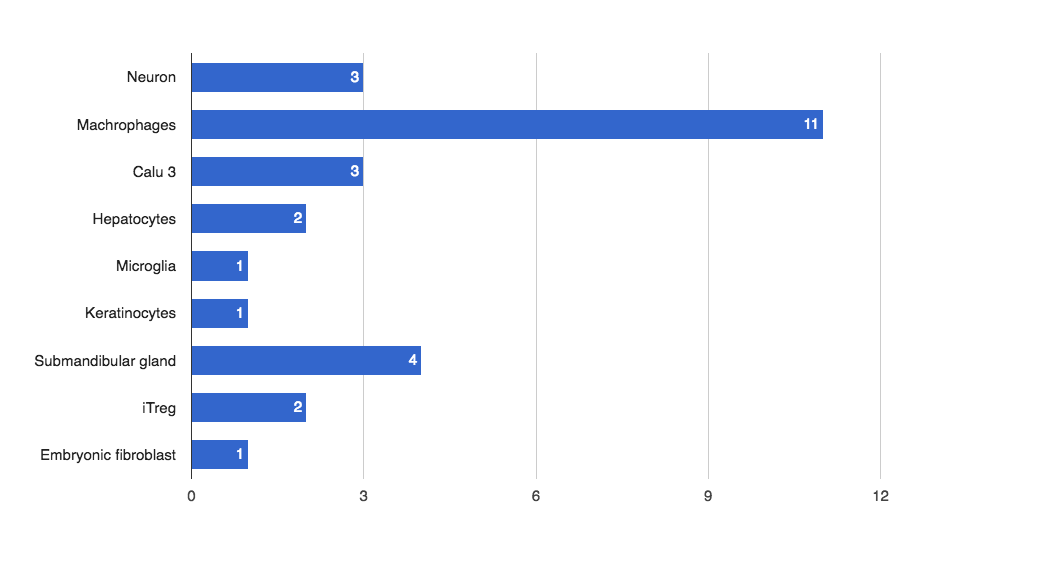 Neuron 3
Machrophages 11
Calu 3 3
Hepatocytes 2
Microglia 1
Keratinocytes 1
Submandibular gland 4
iTreg 2
Embryonic fibroblast 1
0 3 6 9 12